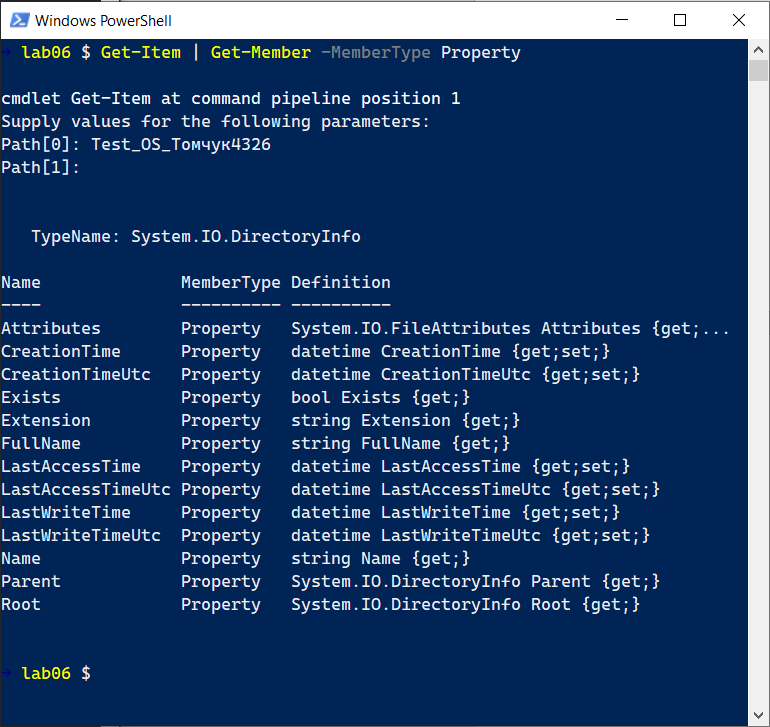 Windows PowerShell
→ lab06 $ Get-Item | Get-Member -MemberType Property
cmdlet Get-Item at command pipeline position 1
Supply values for the following parameters:
Path[0]: Test_OS_Томчук4326
Path[1]:
TypeName: System.IO.DirectoryInfo
Name MemberType Definition
---- ---------- ----------
Attributes Property System.IO.FileAttributes Attributes {get;...
CreationTime Property datetime CreationTime {get;set;}
CreationTimeUtc Property datetime CreationTimeUtc {get;set;}
Exists Property bool Exists {get;}
Extension Property string Extension {get;}
FullName Property string FullName {get;}
LastAccessTime Property datetime LastAccessTime {get;set;}
LastAccessTimeUtc Property datetime LastAccessTimeUtc {get;set;}
LastWriteTime Property datetime LastWriteTime {get;set;}
LastWriteTimeUtc Property datetime LastWriteTimeUtc {get;set;}
Name Property string Name {get;}
Parent Property System.IO.DirectoryInfo Parent {get;}
Root Property System.IO.DirectoryInfo Root {get;}
→ lab06 $